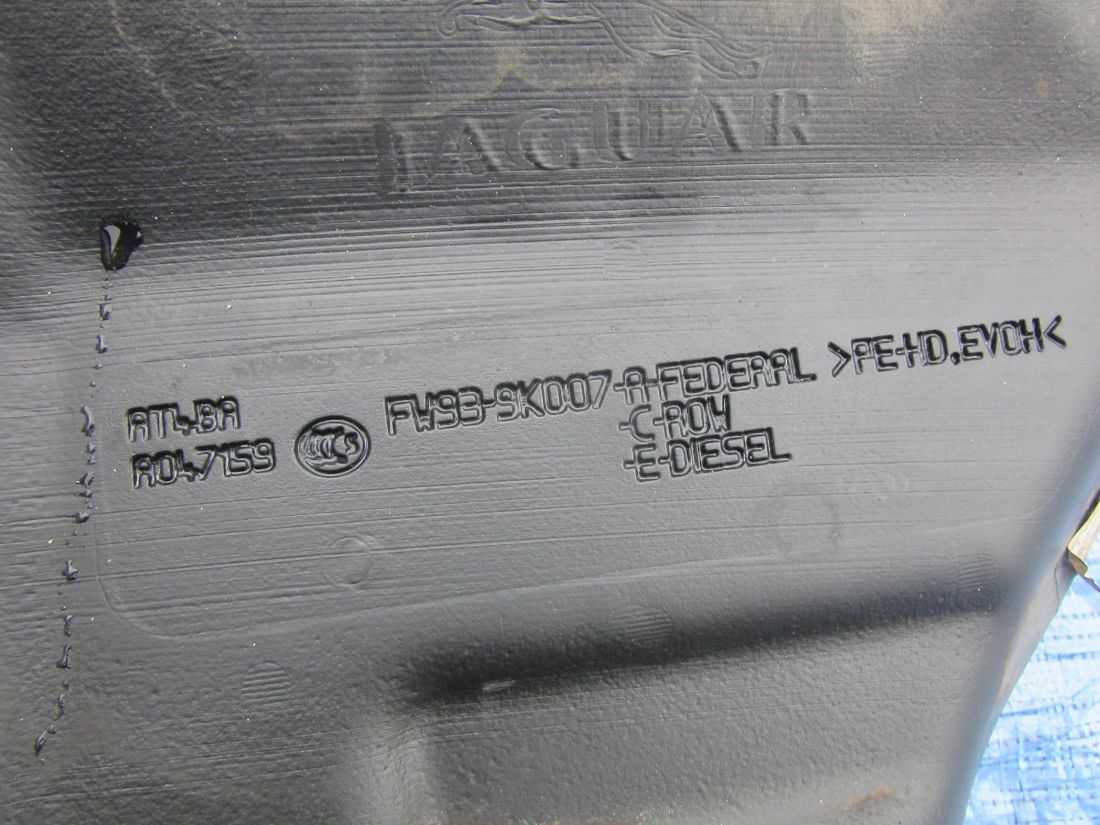 JAGUAR
AT4BA
R047159
FW93-9K007-A-FEDERAL >PE-HD,EVOH<
-C-ROW
-E-DIESEL